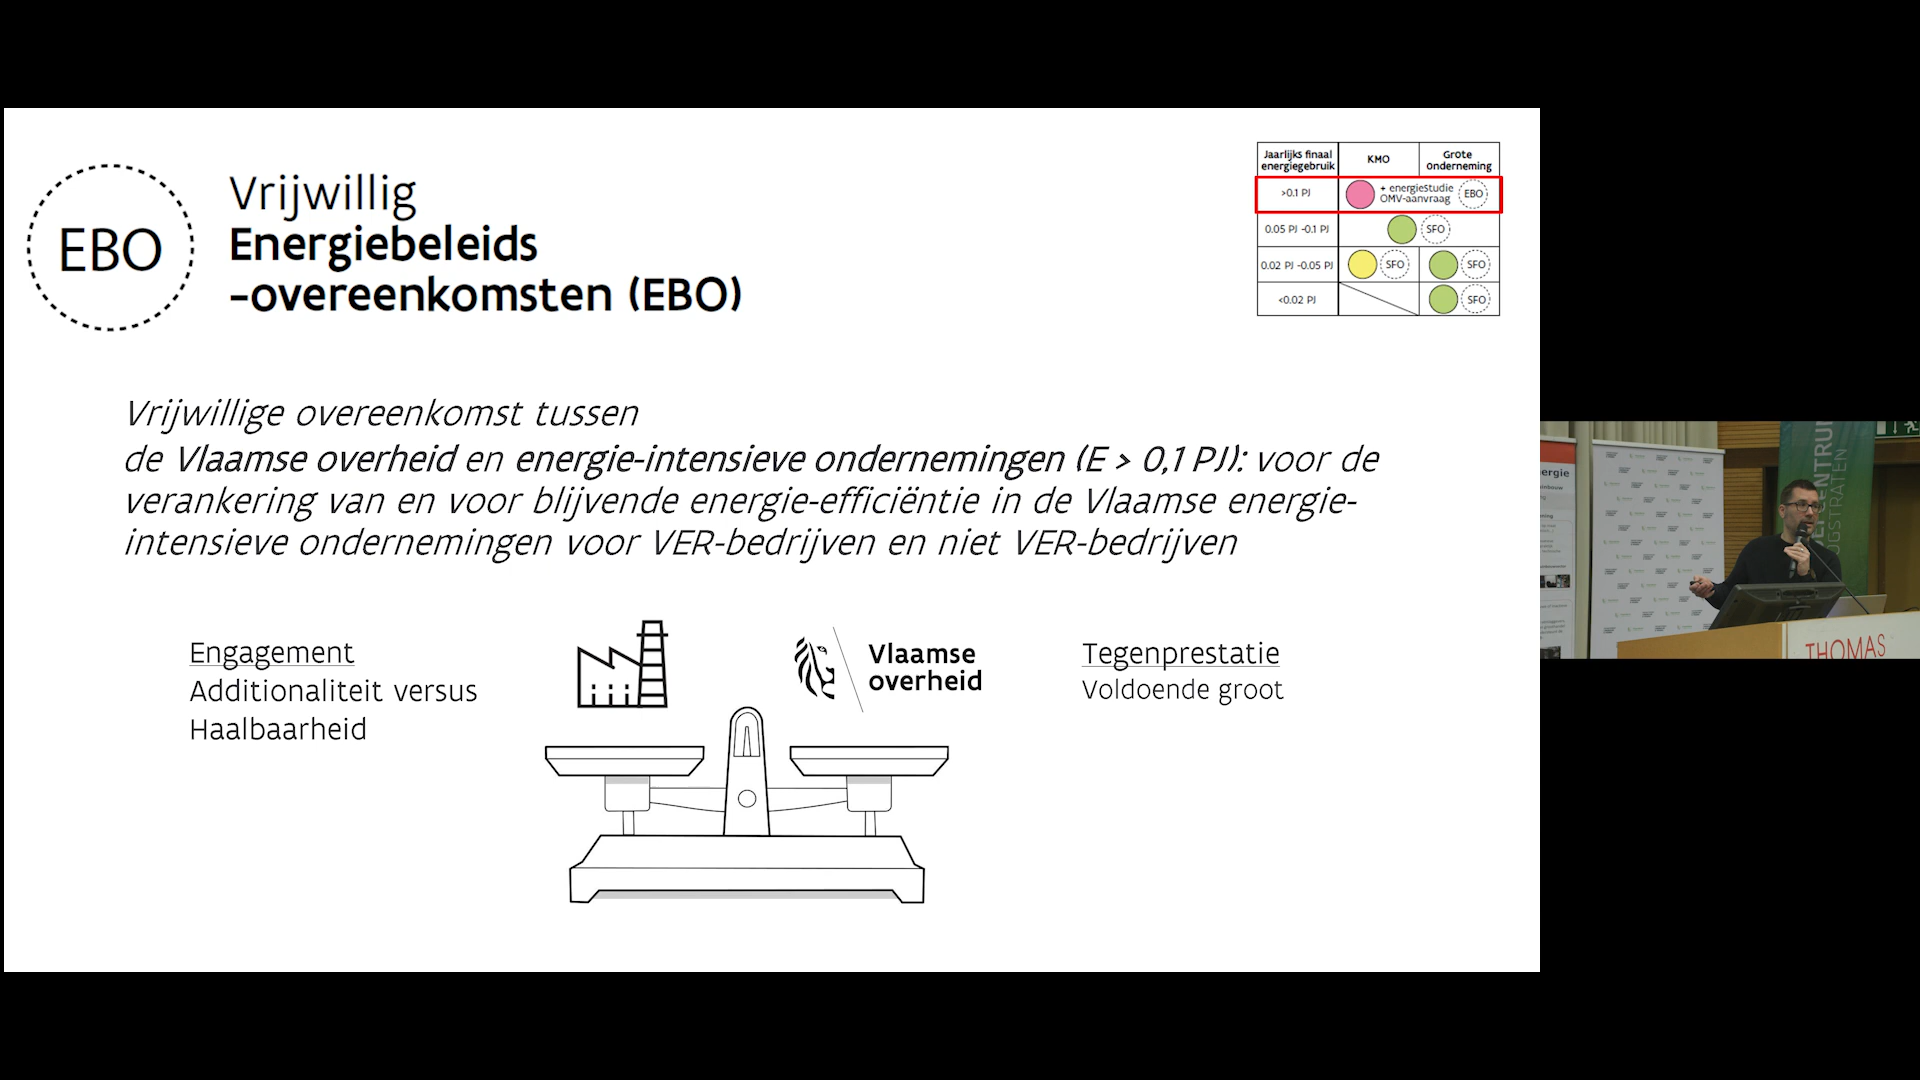 EBO
Vrijwillig
Energiebeleids
-overeenkomsten (EBO)
Jaarlijks finaal energiegebruik KMO Grote onderneming
>0.1 PJ + energiestudie OMV-aanvraag EBO
0.05 PJ -0.1 PJ SFO
0.02 PJ -0.05 PJ SFO SFO
<0.02 PJ SFO
Vrijwillige overeenkomst tussen
de Vlaamse overheid en energie-intensieve ondernemingen (E > 0,1 PJ): voor de
verankering van en voor blijvende energie-efficiëntie in de Vlaamse energie-
intensieve ondernemingen voor VER-bedrijven en niet VER-bedrijven
Engagement
Additionaliteit versus
Haalbaarheid
Vlaamse
overheid
Tegenprestatie
Voldoende groot
THOMAS